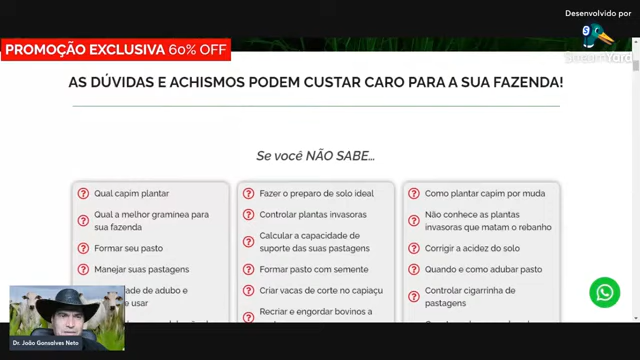 Desenvolvido por
StreamYard
PROMOÇÃO EXCLUSIVA 60% OFF
AS DÚVIDAS E ACHISMOS PODEM CUSTAR CARO PARA A SUA FAZENDA!
Se você NÃO SABE...
Qual capim plantar
Qual a melhor gramínea para
sua fazenda
Formar seu pasto
Manejar suas pastagens
de adubo e
usar
Fazer o preparo de solo ideal
Controlar plantas invasoras
Calcular a capacidade de
suporte das suas pastagens
Formar pasto com semente
Criar vacas de corte no capiaçu
Recriar e engordar bovinos a
Como plantar capim por muda
Não conhece as plantas
invasoras que matam o rebanho
Corrigir a acidez do solo
Quando e como adubar pasto
Controlar cigarrinha de
pastagens
Dr. João Gonsalves Neto